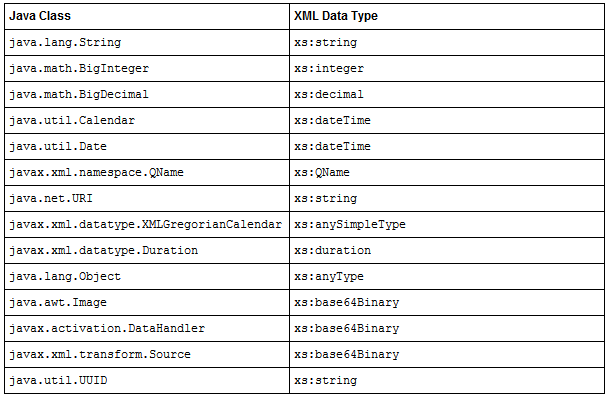 Java Class XML Data Type
java.lang.String xs:string
java.math.BigInteger xs:integer
java.math.BigDecimal xs:decimal
java.util.Calendar xs:dateTime
java.util.Date xs:dateTime
javax.xml.namespace.QName xs:QName
java.net.URI xs:string
javax.xml.datatype.XMLGregorianCalendar xs:anySimpleType
javax.xml.datatype.Duration xs:duration
java.lang.Object xs:anyType
java.awt.Image xs:base64Binary
javax.activation.DataHandler xs:base64Binary
javax.xml.transform.Source xs:base64Binary
java.util.UUID xs:string